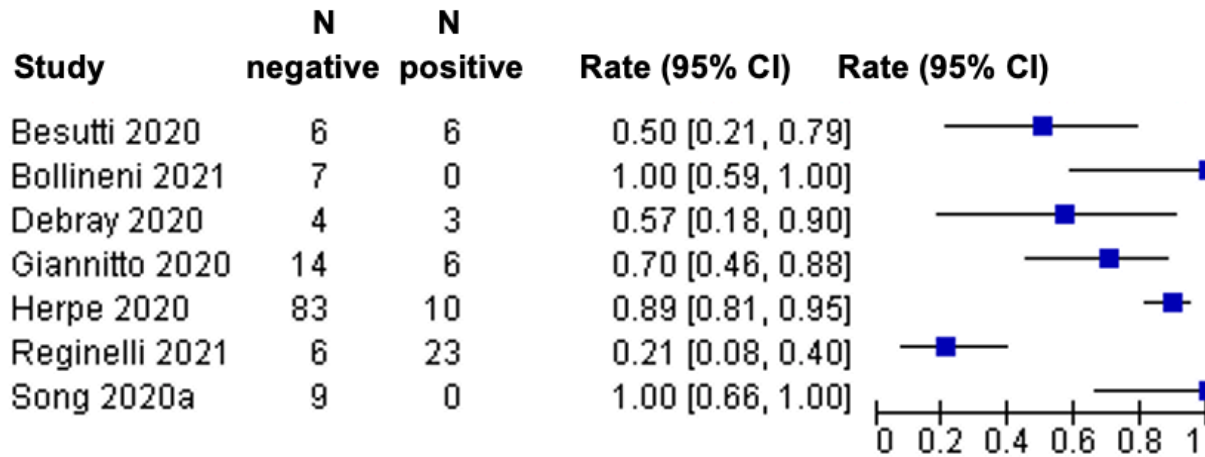 N N
Study negative positive Rate (95% CI) Rate (95% CI)
Besutti 2020 6 6 0.50 [0.21, 0.79]
Bollineni 2021 7 0 1.00 [0.59, 1.00]
Debray 2020 4 3 0.57 [0.18, 0.90]
Giannitto 2020 14 6 0.70 [0.46, 0.88]
Herpe 2020 83 10 0.89 [0.81, 0.95]
Reginelli 2021 6 23 0.21 [0.08, 0.40]
Song 2020a 9 0 1.00 [0.66, 1.00]
0 0.2 0.4 0.6 0.8 1